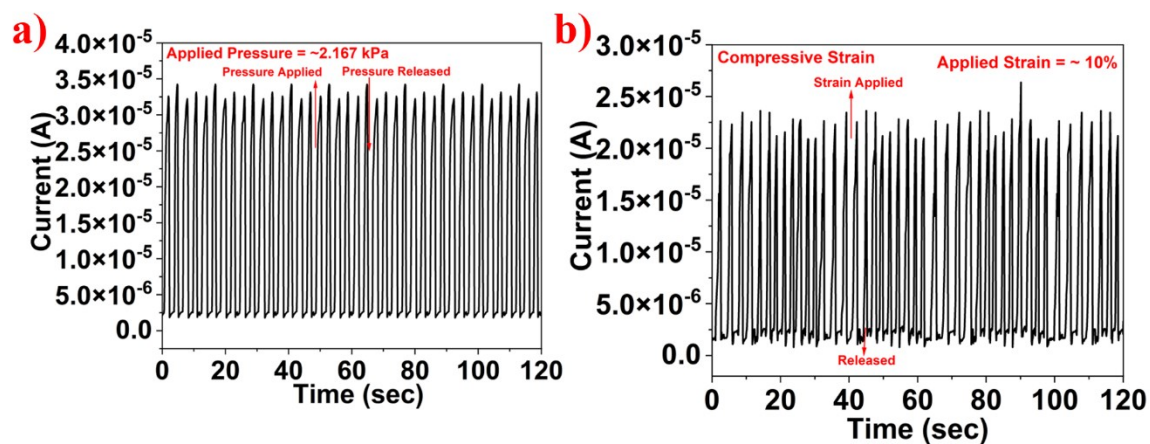 a)
Applied Pressure = ~2.167 kPa
Pressure Applied
Pressure Released
Current (A)
4.0×10⁻⁵
3.5×10⁻⁵
3.0×10⁻⁵
2.5×10⁻⁵
2.0×10⁻⁵
1.5×10⁻⁵
1.0×10⁻⁵
5.0×10⁻⁶
0.0
0 20 40 60 80 100 120
Time (sec)
b)
Compressive Strain
Applied Strain = ~ 10%
Strain Applied
Released
Current (A)
3.0×10⁻⁵
2.5×10⁻⁵
2.0×10⁻⁵
1.5×10⁻⁵
1.0×10⁻⁵
5.0×10⁻⁶
0.0
0 20 40 60 80 100 120
Time (sec)